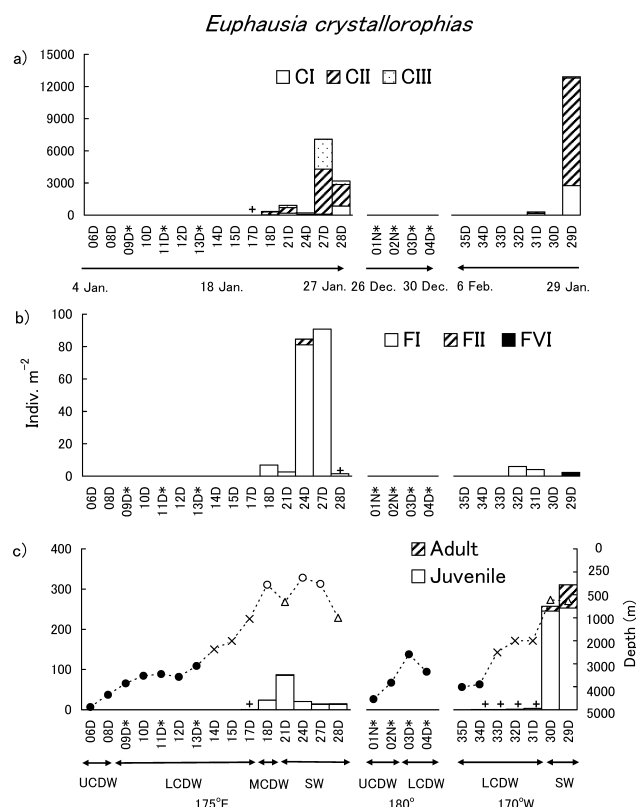 Euphausia crystallorophias
a)
CI CII CIII
15000
12000
9000
6000
3000
0
+
06D 08D 09D* 10D 11D* 12D 13D* 14D 15D 17D 18D 21D 24D 27D 28D 01N* 02N* 03D* 04D* 35D 34D 33D 32D 31D 30D 29D
4 Jan. 18 Jan. 27 Jan. 26 Dec. 30 Dec. 6 Feb. 29 Jan.
b)
FI FII FVI
Indiv. m⁻²
100
80
60
40
20
0
+
06D 08D 09D* 10D 11D* 12D 13D* 14D 15D 17D 18D 21D 24D 27D 28D 01N* 02N* 03D* 04D* 35D 34D 33D 32D 31D 30D 29D
c)
Adult
Juvenile
400
300
200
100
0
0
250
500
1000
2000
3000
4000
5000
Depth (m)
+ + + + +
06D 08D 09D* 10D 11D* 12D 13D* 14D 15D 17D 18D 21D 24D 27D 28D 01N* 02N* 03D* 04D* 35D 34D 33D 32D 31D 30D 29D
UCDW LCDW MCDW SW UCDW LCDW LCDW SW
175°E 180° 170°W